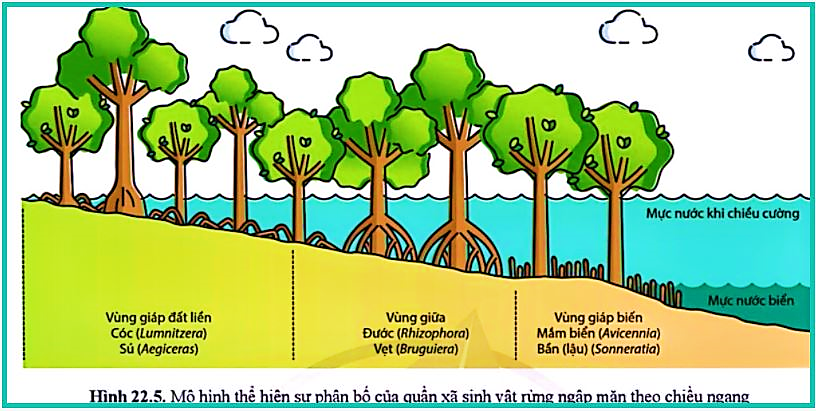 Mực nước khi chiều cường
Mực nước biển
Vùng giáp đất liền
Cóc (Lumnitzera)
Sú (Aegiceras)
Vùng giữa
Đước (Rhizophora)
Vẹt (Bruguiera)
Vùng giáp biển
Mắm biển (Avicennia)
Bần (lậu) (Sonneratia)
Hình 22.5. Mô hình thể hiện sự phân bố của quần xã sinh vật rừng ngập mặn theo chiều ngang